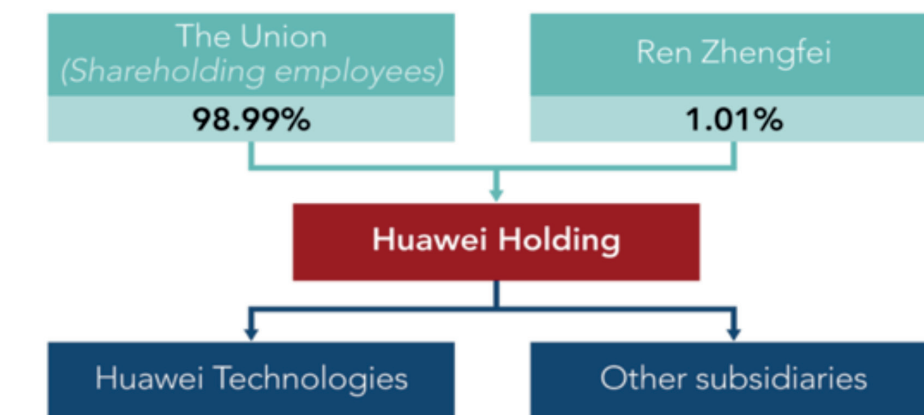 The Union
(Shareholding employees)
98.99%
Ren Zhengfei
1.01%
Huawei Holding
Huawei Technologies
Other subsidiaries